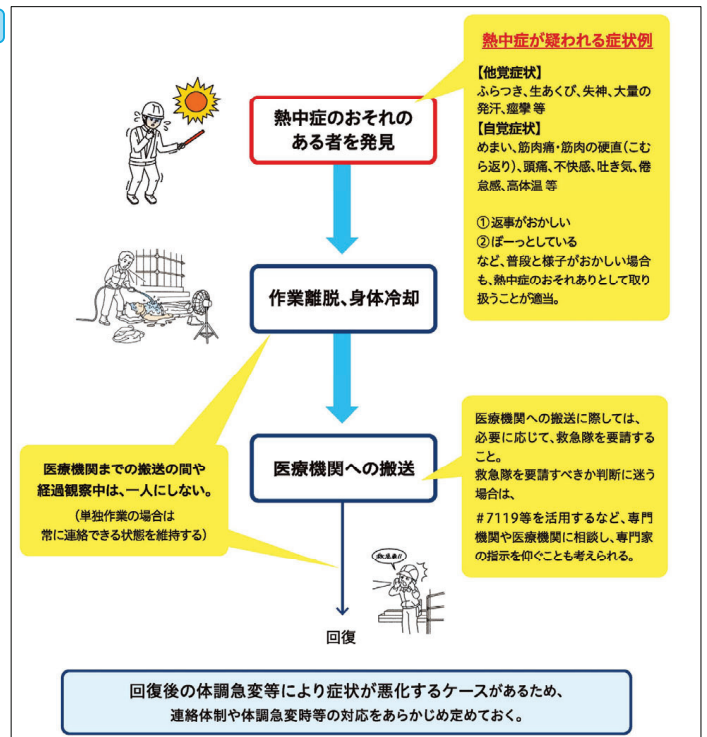 熱中症が疑われる症状例
【他覚症状】
ふらつき、生あくび、失神、大量の
発汗、痙攣 等
【自覚症状】
めまい、筋肉痛・筋肉の硬直(こむ
ら返り)、頭痛、不快感、吐き気、倦
怠感、高体温 等
①返事がおかしい
②ぼーっとしている
など、普段と様子がおかしい場合
も、熱中症のおそれありとして取り
扱うことが適当。
熱中症のおそれの
ある者を発見
作業離脱、身体冷却
医療機関への搬送
医療機関への搬送に際しては、
必要に応じて、救急隊を要請する
こと。
救急隊を要請すべきか判断に迷う
場合は、
#7119等を活用するなど、専門
機関や医療機関に相談し、専門家
の指示を仰ぐことも考えられる。
医療機関までの搬送の間や
経過観察中は、一人にしない。
(単独作業の場合は
常に連絡できる状態を維持する)
救急車!!
回復
回復後の体調急変等により症状が悪化するケースがあるため、
連絡体制や体調急変時等の対応をあらかじめ定めておく。